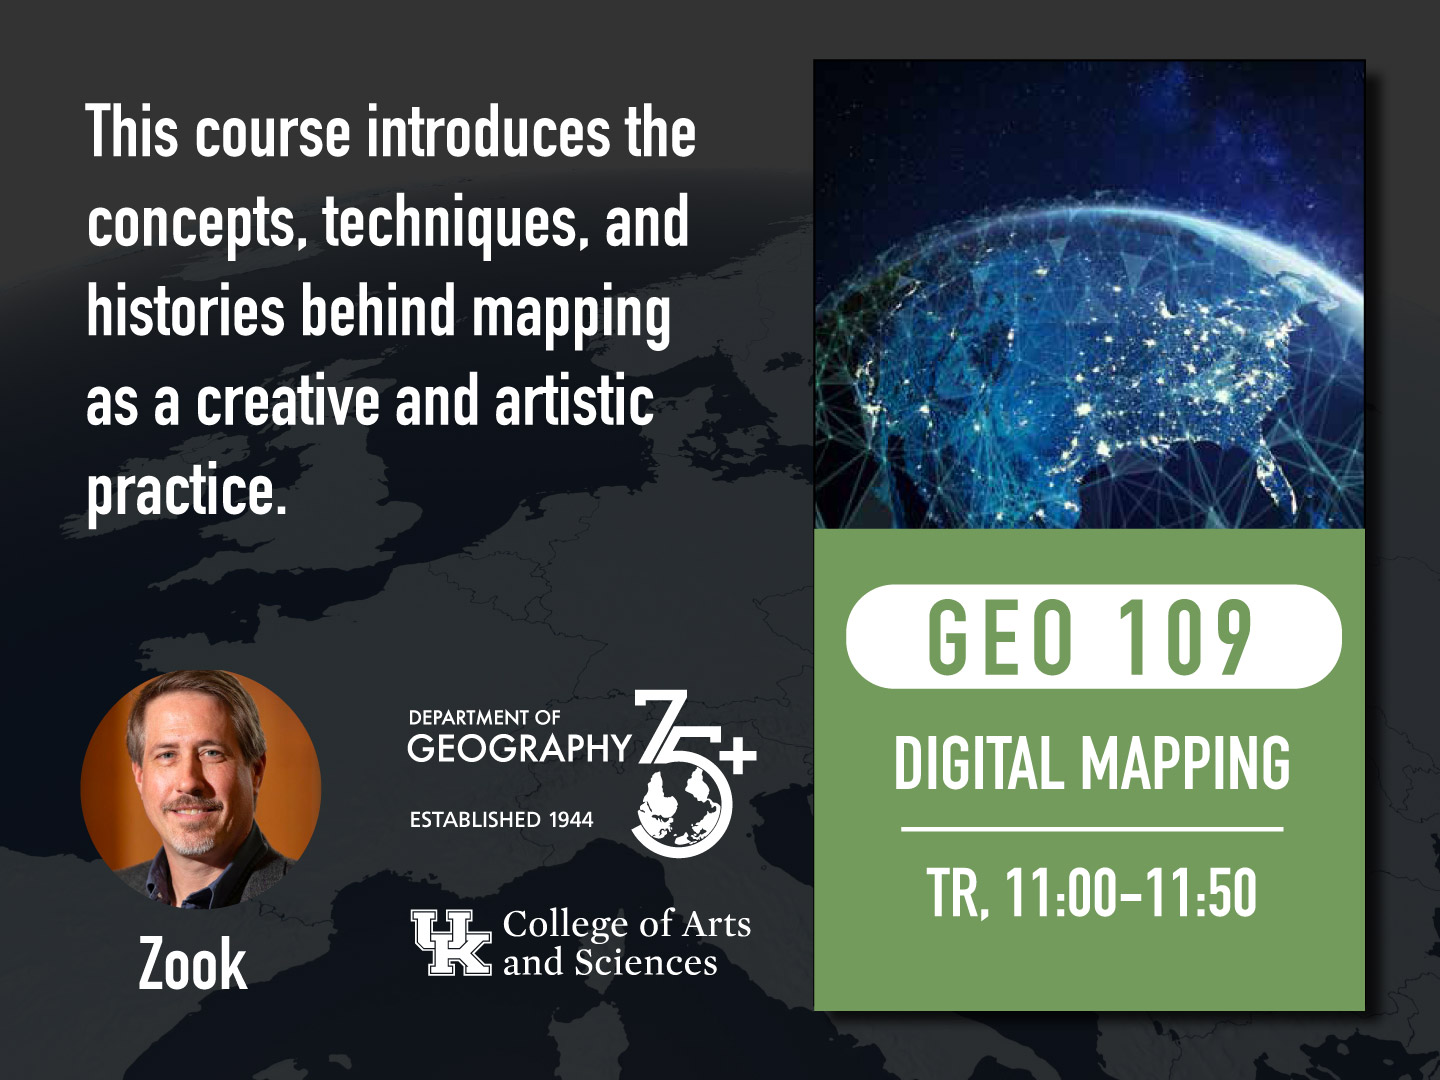 This course introduces the
concepts, techniques, and
histories behind mapping
as a creative and artistic
practice.
Zook
DEPARTMENT OF
GEOGRAPHY 75+
ESTABLISHED 1944
UK College of Arts
and Sciences
GEO 109
DIGITAL MAPPING
TR, 11:00-11:50